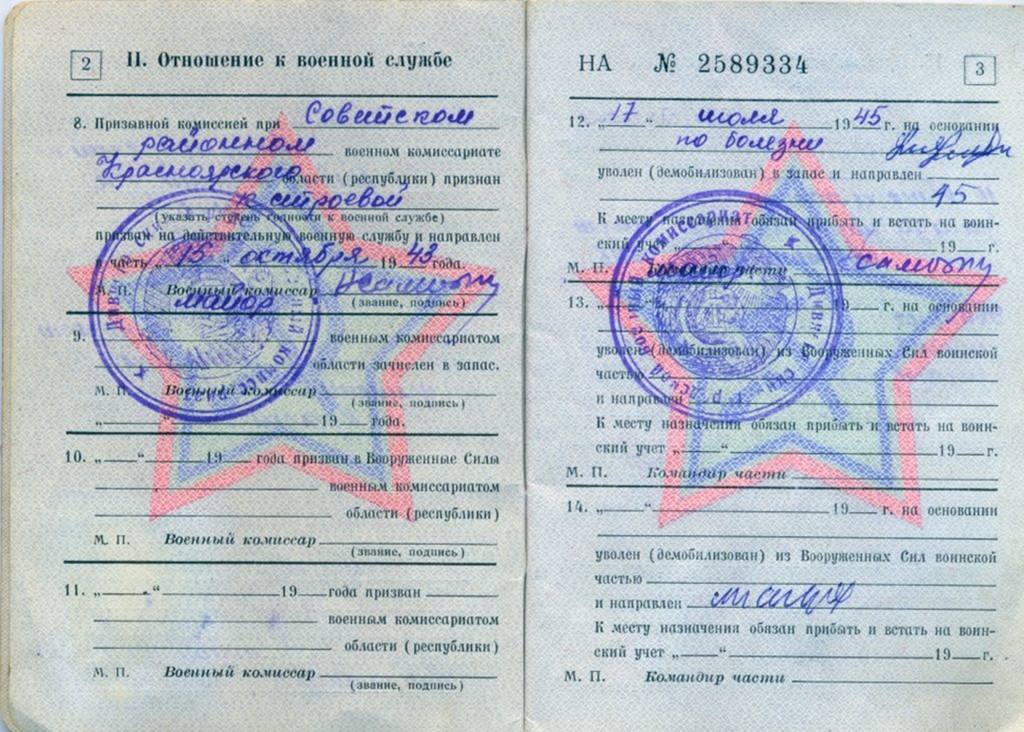 2
II. Отношение к военной службе
8. Призывной комиссией при Советском
районном военном комиссариате
Красноярского области (республики) признан
к строевой
(указать степень годности к военной службе)
призван на действительную военную службу и направлен
в часть „15“ октября 1943 года.
М. П. Военный комиссар
майор (звание, подпись)
9. военным комиссариатом
области зачислен в запас.
М. П. Военный комиссар
(звание, подпись)
„ “ 19 года.
10. „ “ 19 года призван в Вооруженные Силы
военным комиссариатом
области (республики)
М. П. Военный комиссар
(звание, подпись)
11. „ “ 19 года призван
военным комиссариатом
области (республики)
М. П. Военный комиссар
(звание, подпись)
НА № 2589334
3
12. „17“ июля 1945 г. на основании
по болезни
уволен (демобилизован) в запас и направлен
45
К месту назначения обязан прибыть и встать на воин-
ский учет 19 г.
М. П. Командир части
13. 19 г. на основании
уволен (демобилизован) из Вооруженных Сил воинской
частью
и направлен
К месту назначения обязан прибыть и встать на воин-
ский учет „ “ 19 г.
М. П. Командир части
14. „ “ 19 г. на основании
уволен (демобилизован) из Вооруженных Сил воинской
частью
и направлен
К месту назначения обязан прибыть и встать на воин-
ский учет „ “ 19 г.
М. П. Командир части